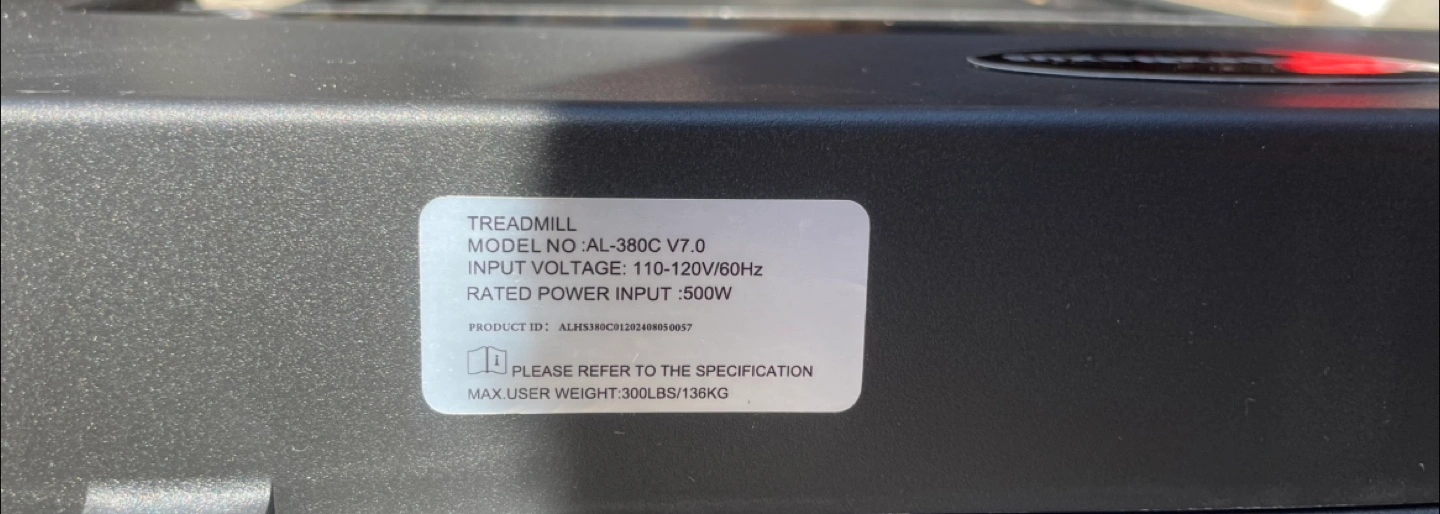 TREADMILL
MODEL NO :AL-380C V7.0
INPUT VOLTAGE: 110-120V/60Hz
RATED POWER INPUT :500W
PRODUCT ID: ALHS380C01202408050057
i
PLEASE REFER TO THE SPECIFICATION
MAX.USER WEIGHT:300LBS/136KG